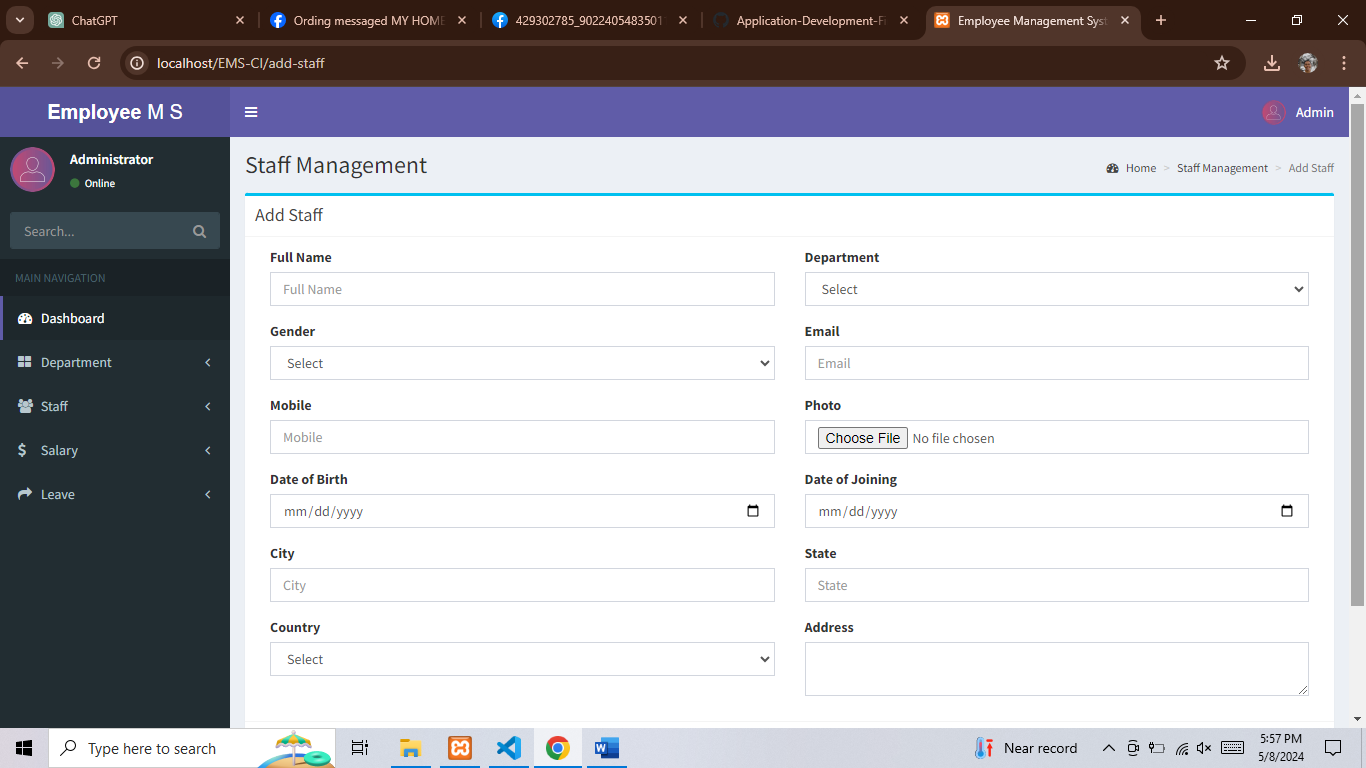 ChatGPT
Ording messaged MY HOME
429302785_9022405483501
Application-Development-Fi
Employee Management Syst
localhost/EMS-CI/add-staff
Employee M S
Admin
Administrator
Online
Search...
MAIN NAVIGATION
Dashboard
Department
Staff
Salary
Leave
Staff Management
Home > Staff Management > Add Staff
Add Staff
Full Name
Full Name
Department
Select
Gender
Select
Email
Email
Mobile
Mobile
Photo
Choose File No file chosen
Date of Birth
mm/dd/yyyy
Date of Joining
mm/dd/yyyy
City
City
State
State
Country
Select
Address
Type here to search
Near record
5:57 PM
5/8/2024